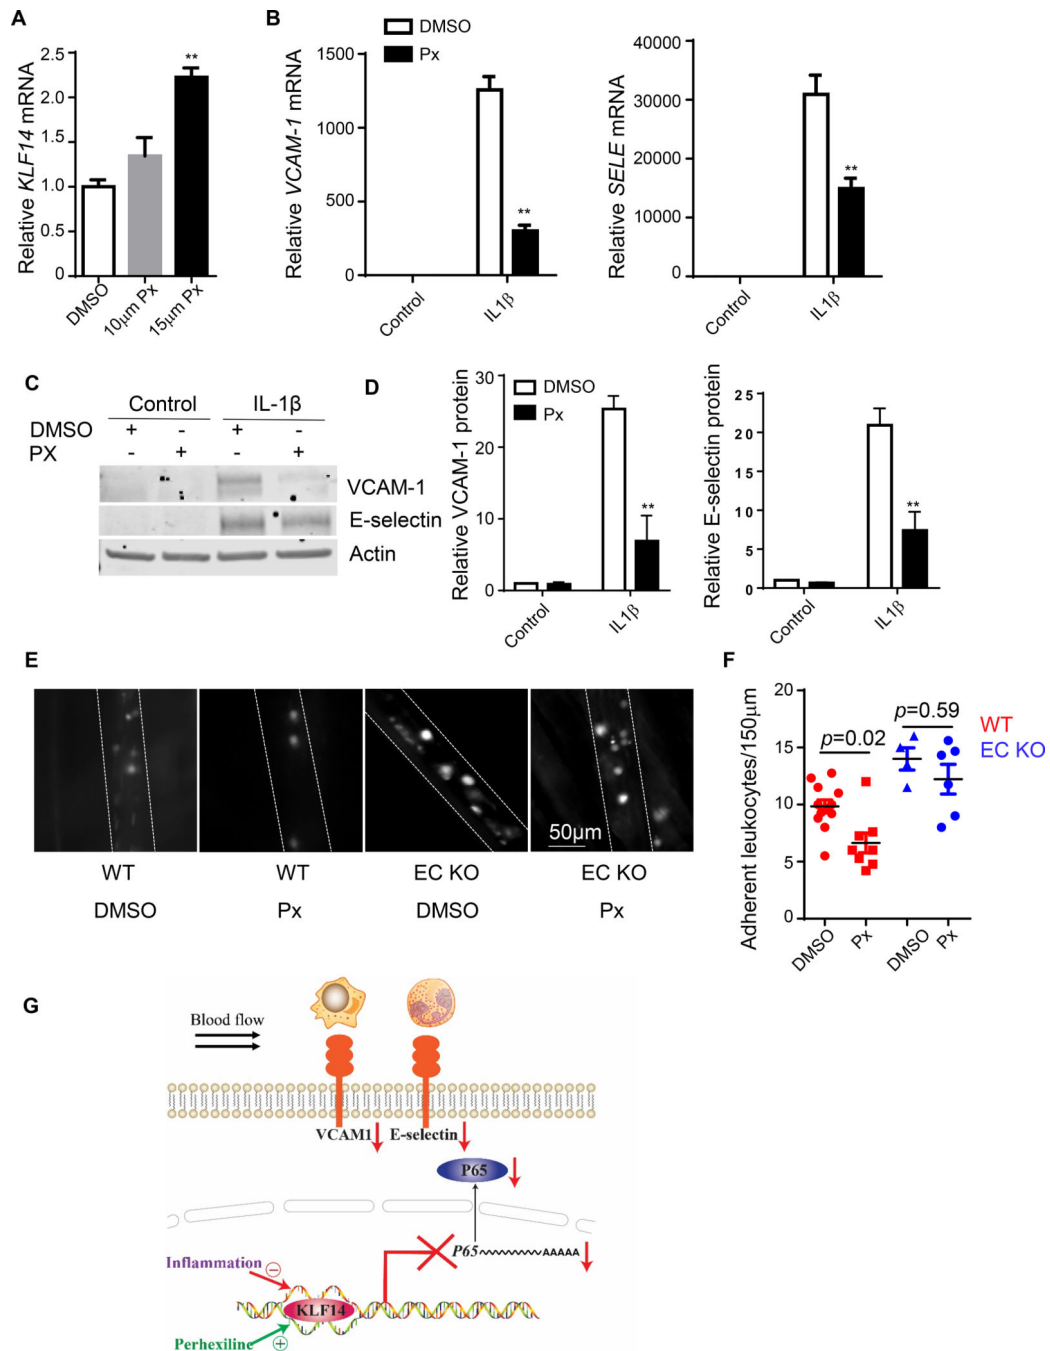 A
Relative KLF14 mRNA
2.5
2.0
1.5
1.0
0.5
0
**
DMSO
10μm Px
15μm Px
B
DMSO
Px
Relative VCAM-1 mRNA
1500
1000
500
0
**
Control
IL1β
Relative SELE mRNA
40000
30000
20000
10000
0
**
Control
IL1β
C
Control IL-1β
DMSO + - + -
PX - + - +
VCAM-1
E-selectin
Actin
D
DMSO
Px
Relative VCAM-1 protein
30
20
10
0
**
Control
IL1β
Relative E-selectin protein
25
20
15
10
5
0
**
Control
IL1β
E
50μm
WT WT EC KO EC KO
DMSO Px DMSO Px
F
Adherent leukocytes/150μm
20
15
10
5
0
p=0.02
p=0.59
WT
EC KO
DMSO
Px
DMSO
Px
G
Blood flow
VCAM1 E-selectin
P65
P65 AAAAA
Inflammation −
KLF14
Perhexiline +